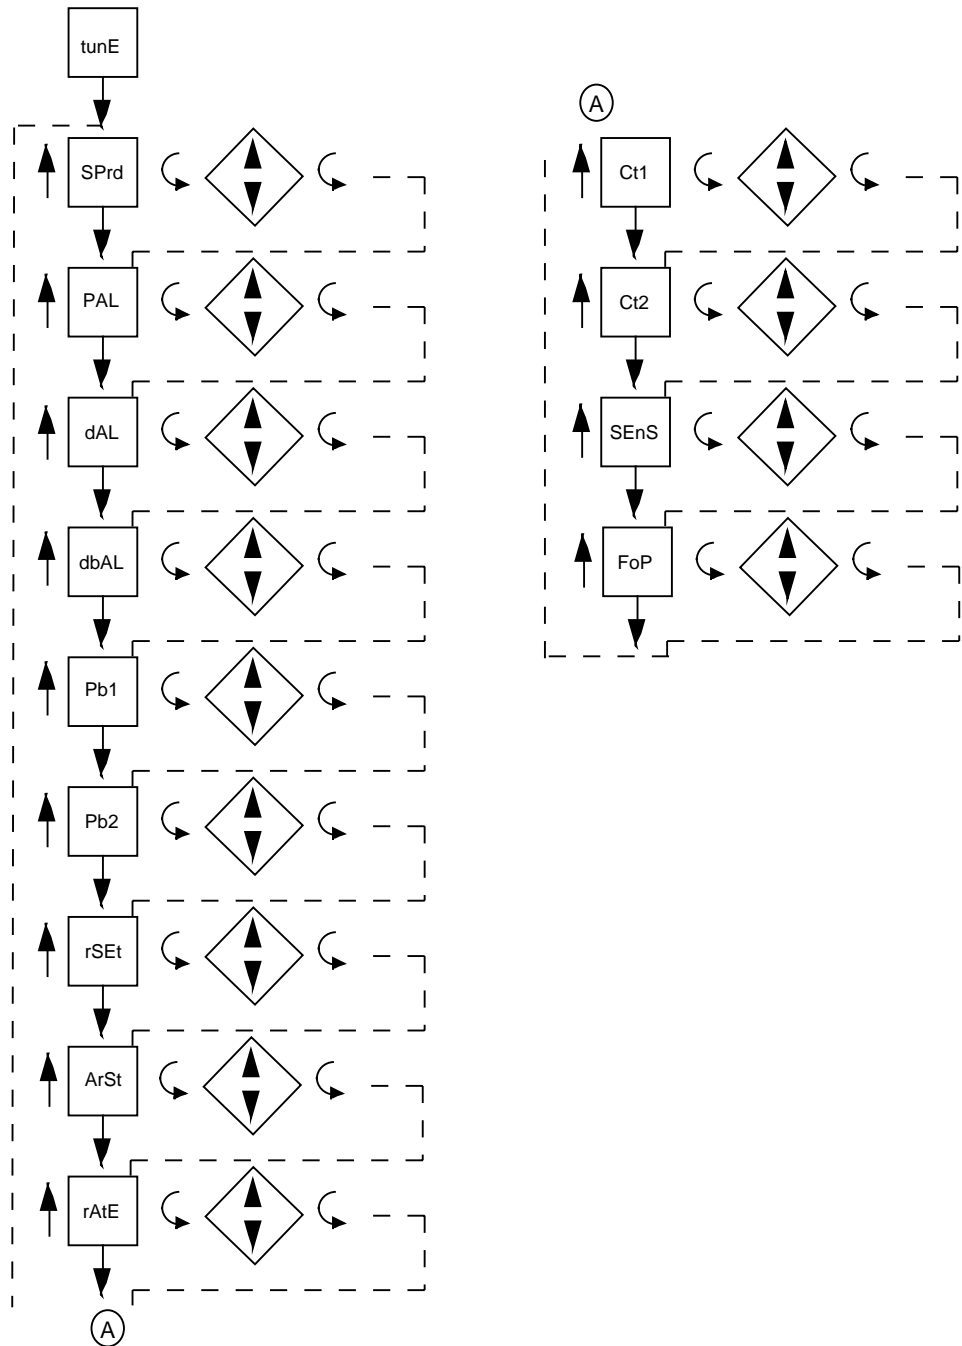 tunE
SPrd
PAL
dAL
dbAL
Pb1
Pb2
rSEt
ArSt
rAtE
A
A
Ct1
Ct2
SEnS
FoP